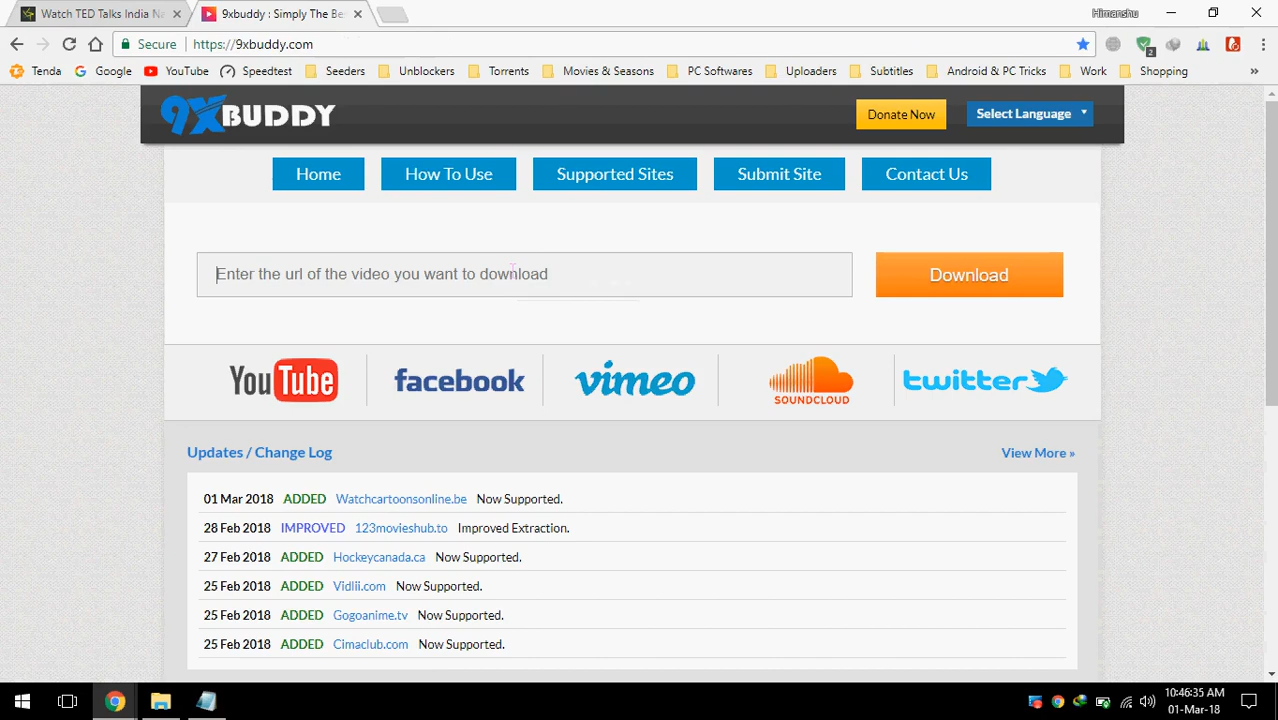 Watch TED Talks India Na
9xbuddy : Simply The Be
Himanshu
Secure https://9xbuddy.com
2
Tenda Google YouTube Speedtest Seeders Unblockers Torrents Movies & Seasons PC Softwares Uploaders Subtitles Android & PC Tricks Work Shopping »
9XBUDDY
Donate Now
Select Language
Home How To Use Supported Sites Submit Site Contact Us
Enter the url of the video you want to download
Download
YouTube facebook vimeo SOUNDCLOUD twitter
Updates / Change Log
View More »
01 Mar 2018 ADDED Watchcartoonsonline.be Now Supported.
28 Feb 2018 IMPROVED 123movieshub.to Improved Extraction.
27 Feb 2018 ADDED Hockeycanada.ca Now Supported.
25 Feb 2018 ADDED Vidlii.com Now Supported.
25 Feb 2018 ADDED Gogoanime.tv Now Supported.
25 Feb 2018 ADDED Cimaclub.com Now Supported.
10:46:35 AM
01-Mar-18